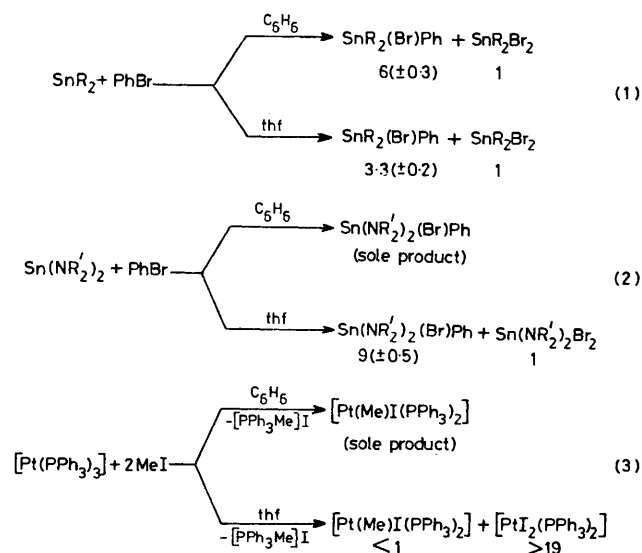 C₆H₆
SnR₂(Br)Ph + SnR₂Br₂
6(±0·3) 1
SnR₂ + PhBr
(1)
thf
SnR₂(Br)Ph + SnR₂Br₂
3·3(±0·2) 1
C₆H₆
Sn(NR′₂)₂(Br)Ph
(sole product)
Sn(NR′₂)₂ + PhBr
(2)
thf
Sn(NR′₂)₂(Br)Ph + Sn(NR′₂)₂Br₂
9(±0·5) 1
C₆H₆
-[PPh₃Me]I
[Pt(Me)I(PPh₃)₂]
(sole product)
[Pt(PPh₃)₃] + 2MeI
(3)
thf
-[PPh₃Me]I
[Pt(Me)I(PPh₃)₂] + [PtI₂(PPh₃)₂]
<1 >19